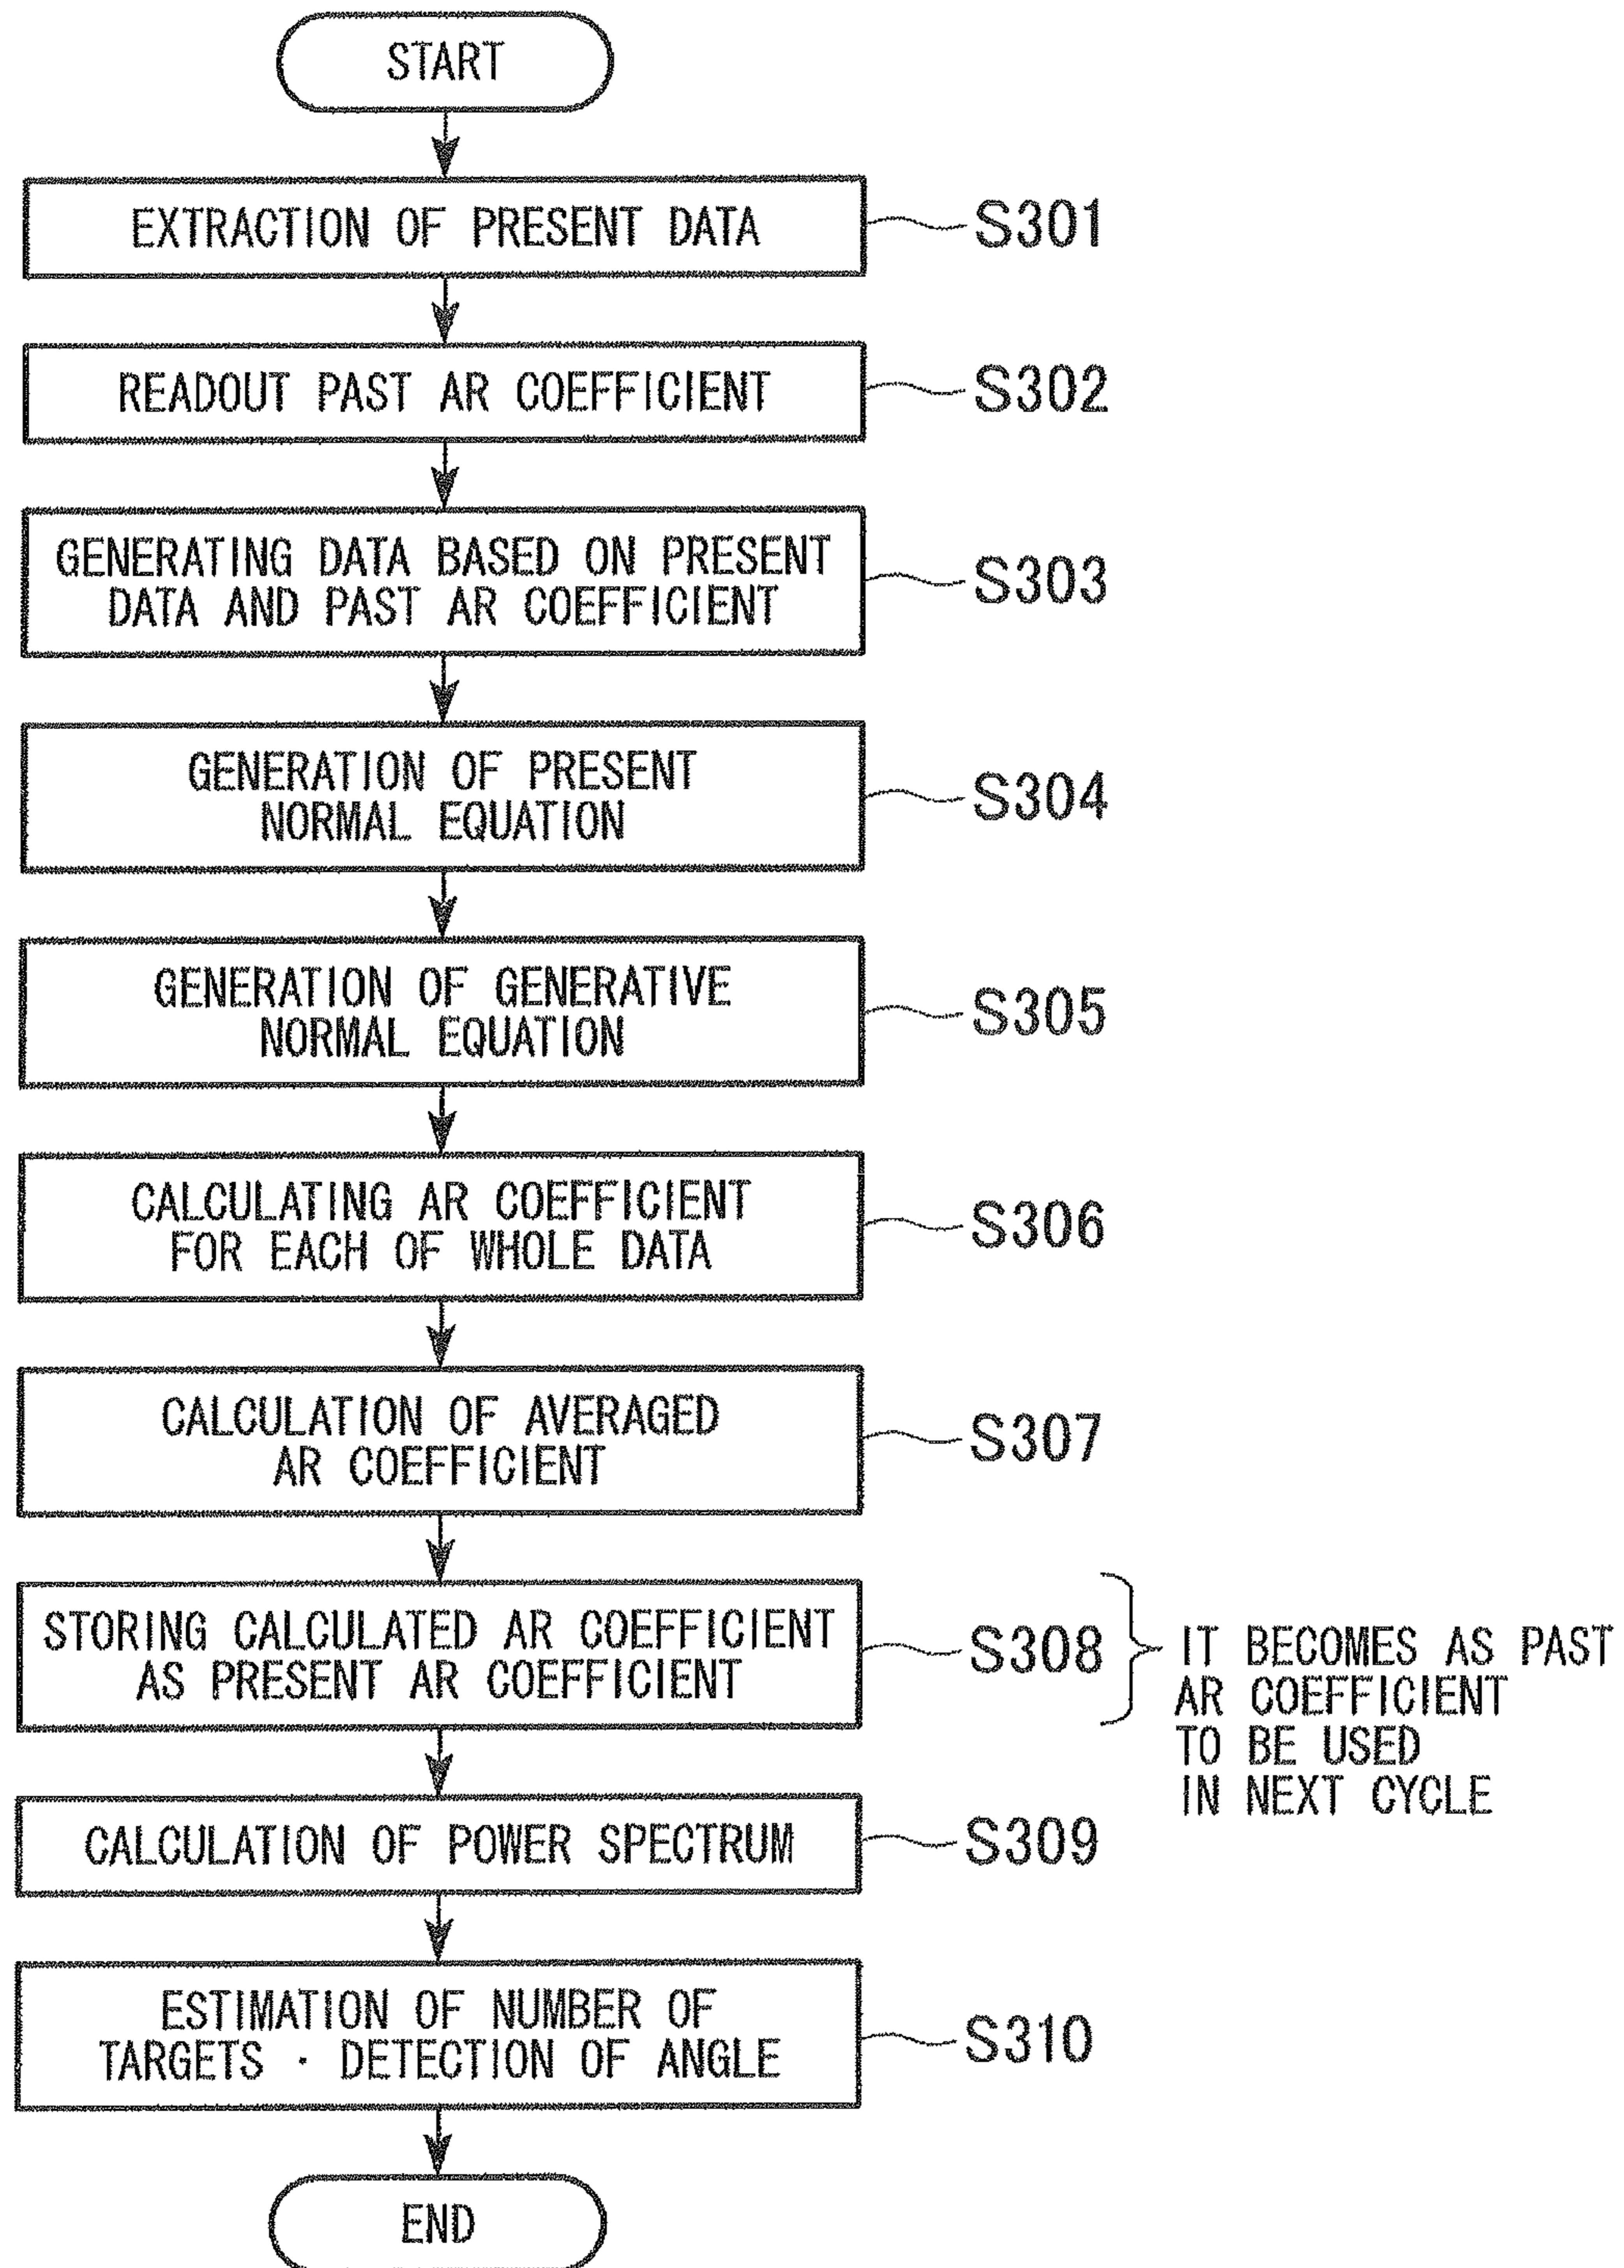 START
EXTRACTION OF PRESENT DATA
S301
READOUT PAST AR COEFFICIENT
S302
GENERATING DATA BASED ON PRESENT
DATA AND PAST AR COEFFICIENT
S303
GENERATION OF PRESENT
NORMAL EQUATION
S304
GENERATION OF GENERATIVE
NORMAL EQUATION
S305
CALCULATING AR COEFFICIENT
FOR EACH OF WHOLE DATA
S306
CALCULATION OF AVERAGED
AR COEFFICIENT
S307
STORING CALCULATED AR COEFFICIENT
AS PRESENT AR COEFFICIENT
S308
IT BECOMES AS PAST
AR COEFFICIENT
TO BE USED
IN NEXT CYCLE
CALCULATION OF POWER SPECTRUM
S309
ESTIMATION OF NUMBER OF
TARGETS · DETECTION OF ANGLE
S310
END